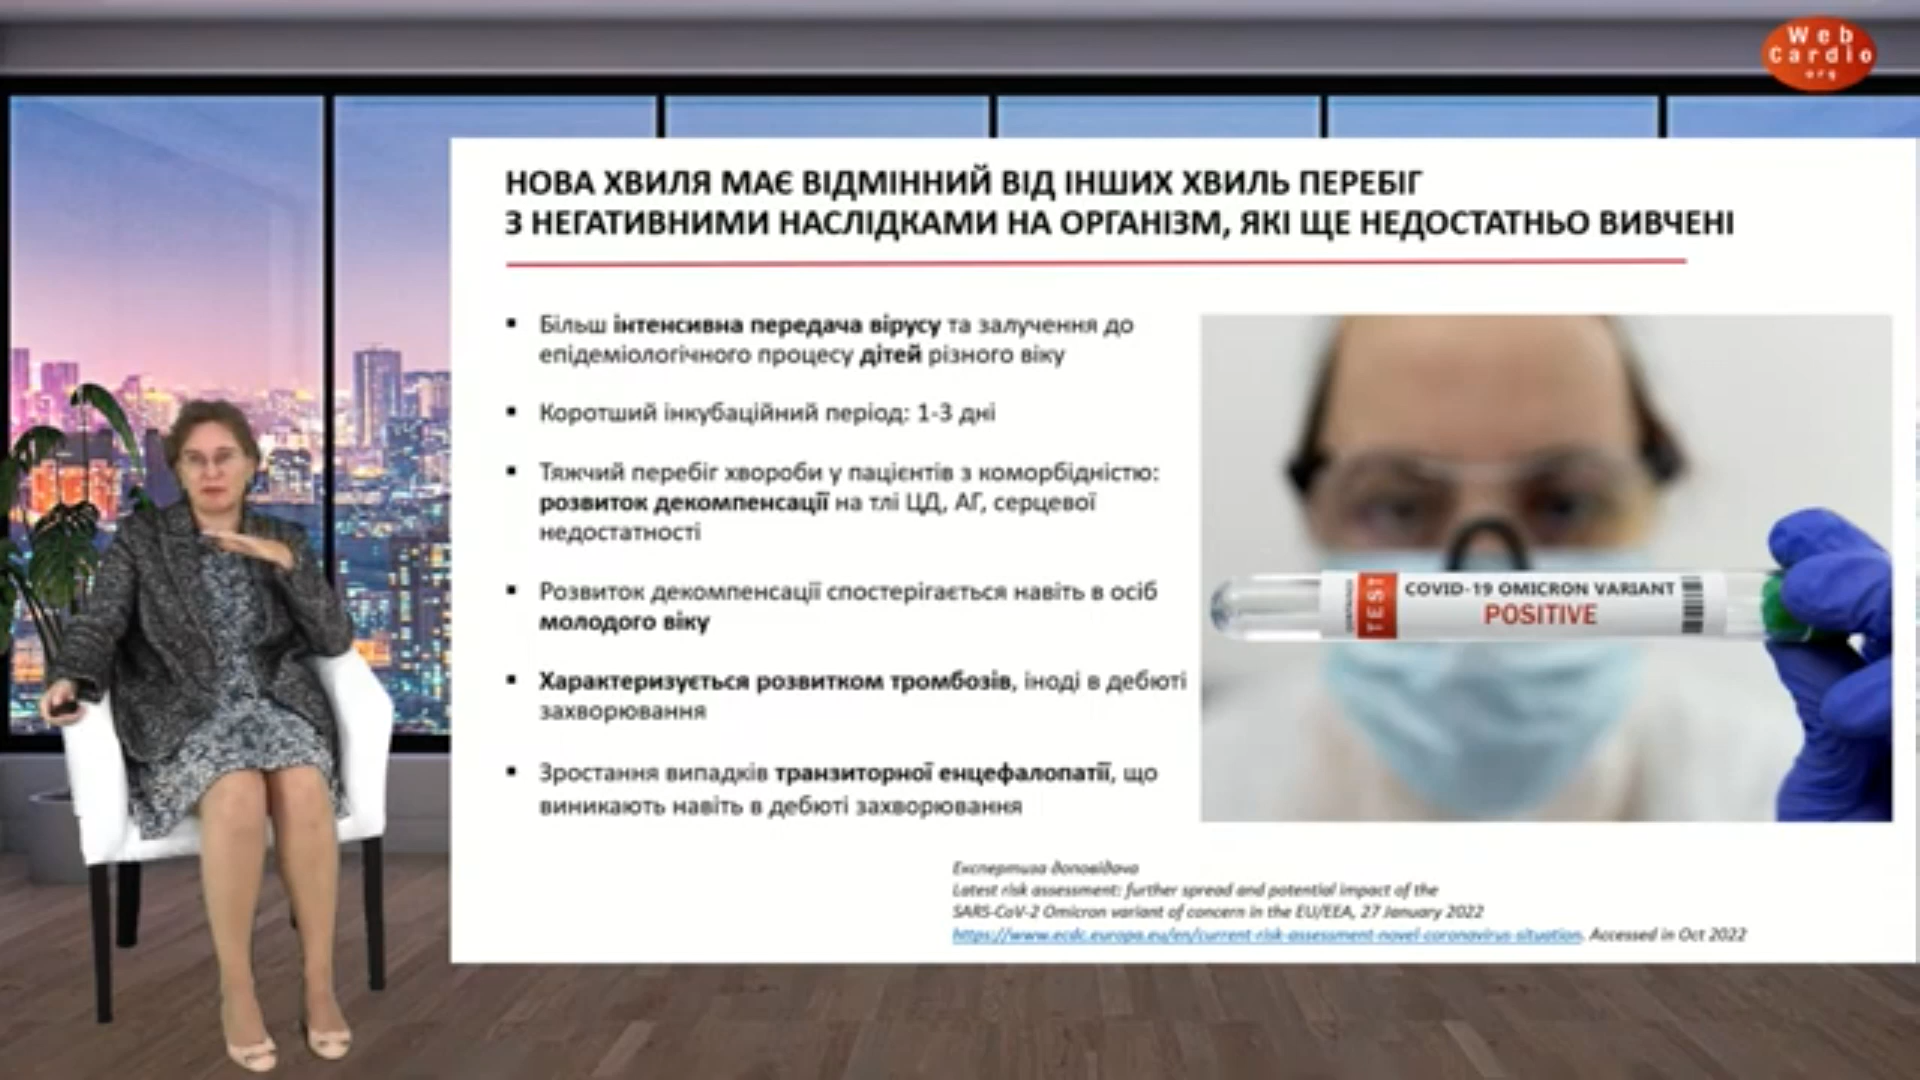 Web
Cardio
org
НОВА ХВИЛЯ МАЄ ВІДМІННИЙ ВІД ІНШИХ ХВИЛЬ ПЕРЕБІГ
З НЕГАТИВНИМИ НАСЛІДКАМИ НА ОРГАНІЗМ, ЯКІ ЩЕ НЕДОСТАТНЬО ВИВЧЕНІ
▪ Більш інтенсивна передача вірусу та залучення до
епідеміологічного процесу дітей різного віку
▪ Коротший інкубаційний період: 1-3 дні
▪ Тяжчий перебіг хвороби у пацієнтів з коморбідністю:
розвиток декомпенсації на тлі ЦД, АГ, серцевої
недостатності
▪ Розвиток декомпенсації спостерігається навіть в осіб
молодого віку
▪ Характеризується розвитком тромбозів, іноді в дебюті
захворювання
▪ Зростання випадків транзиторної енцефалопатії, що
виникають навіть в дебюті захворювання
TEST
COVID-19 OMICRON VARIANT
POSITIVE
Експертиза доповідача
Latest risk assessment: further spread and potential impact of the
SARS-CoV-2 Omicron variant of concern in the EU/EEA, 27 January 2022
https://www.ecdc.europa.eu/en/current-risk-assessment-novel-coronavirus-situation. Accessed in Oct 2022